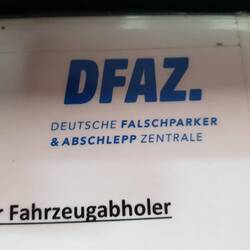 DFAZ.
DEUTSCHE FALSCHPARKER
& ABSCHLEPP ZENTRALE
r Fahrzeugabholer